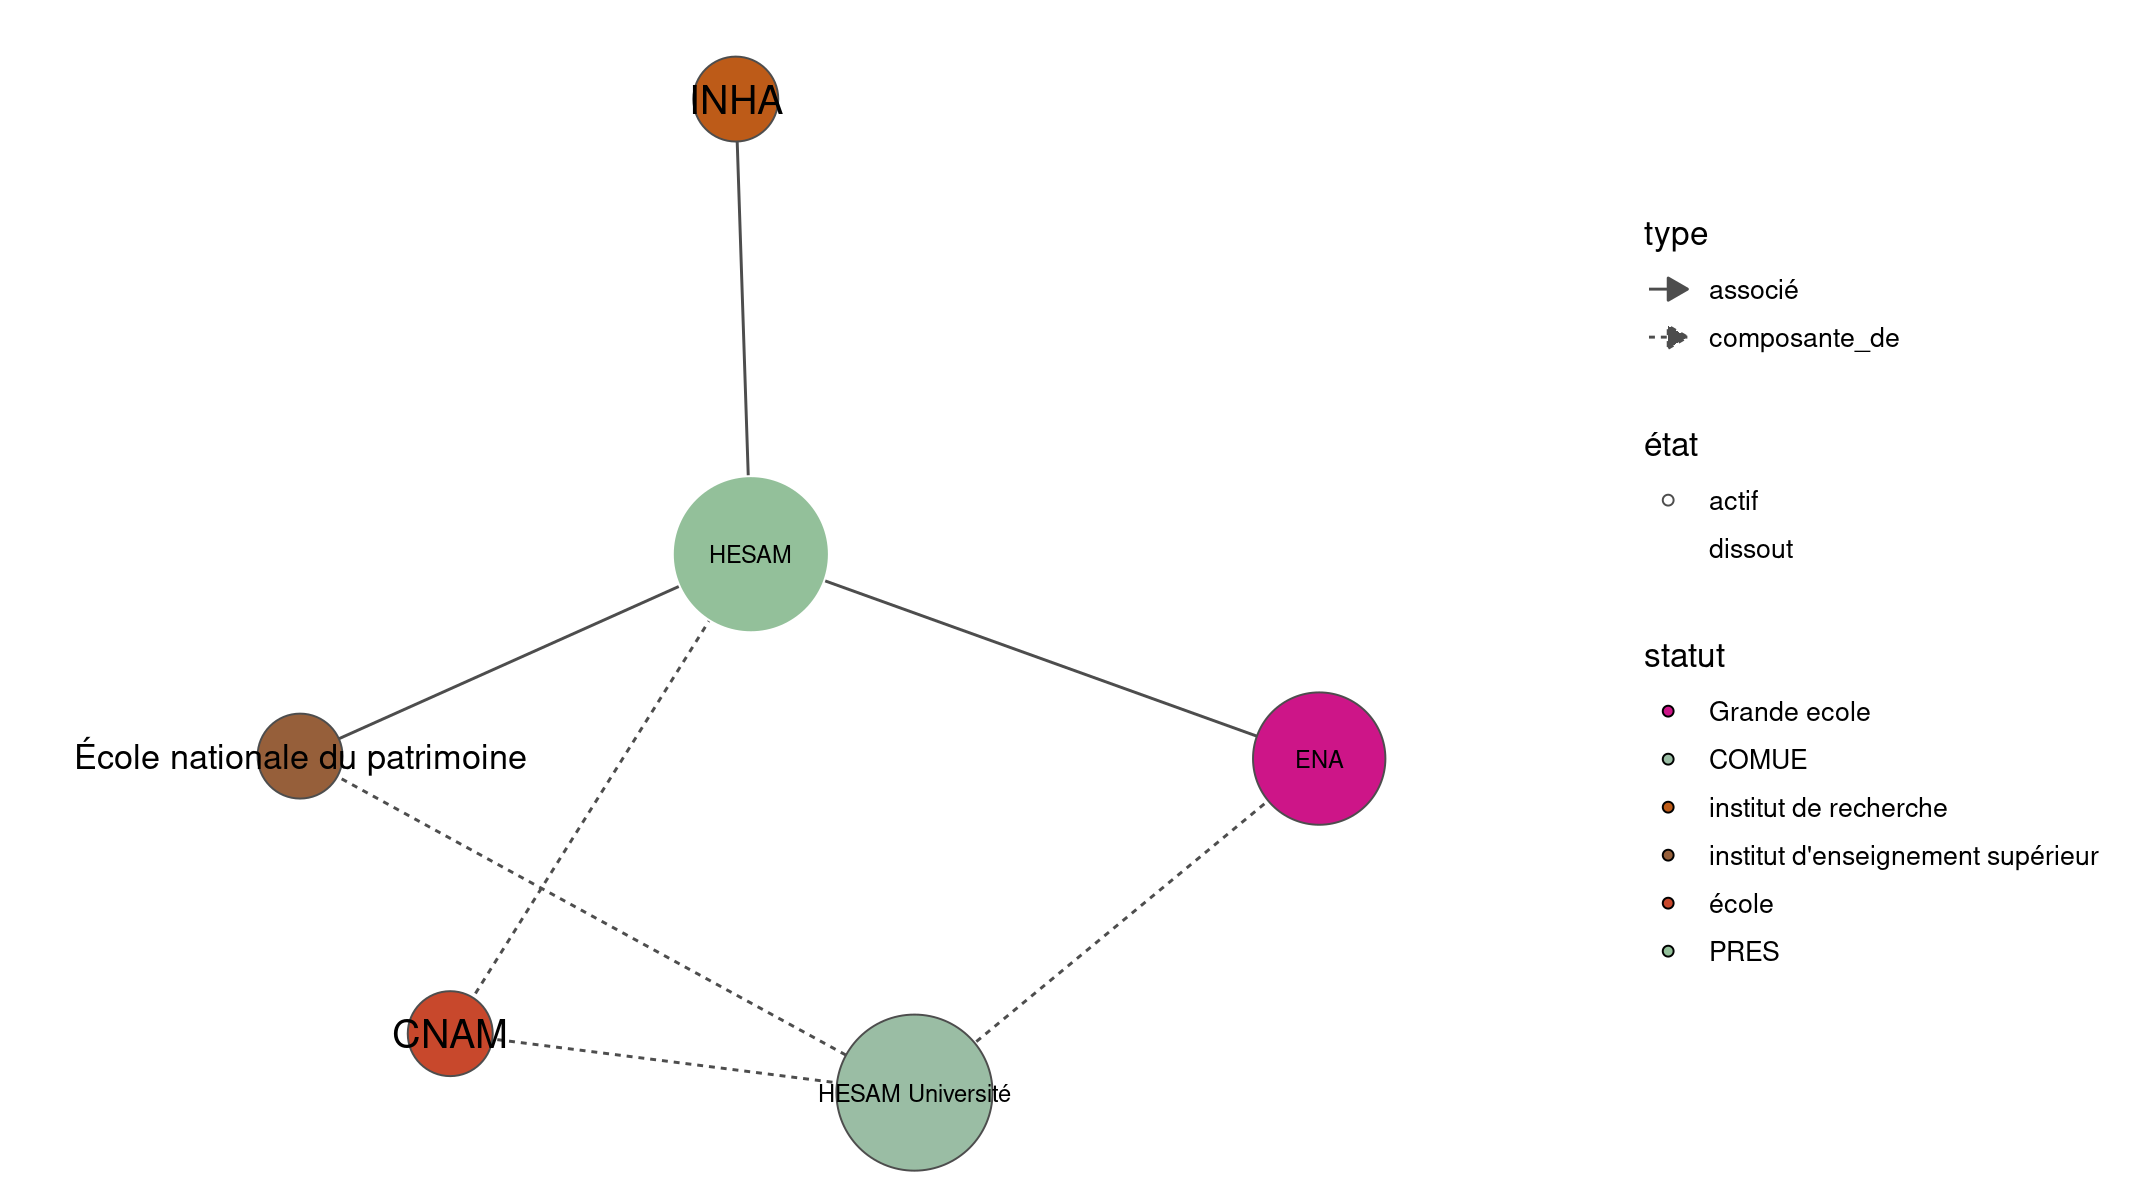 INHA
HESAM
École nationale du patrimoine
ENA
CNAM
HESAM Université
type
associé
composante_de
état
actif
dissout
statut
Grande ecole
COMUE
institut de recherche
institut d'enseignement supérieur
école
PRES